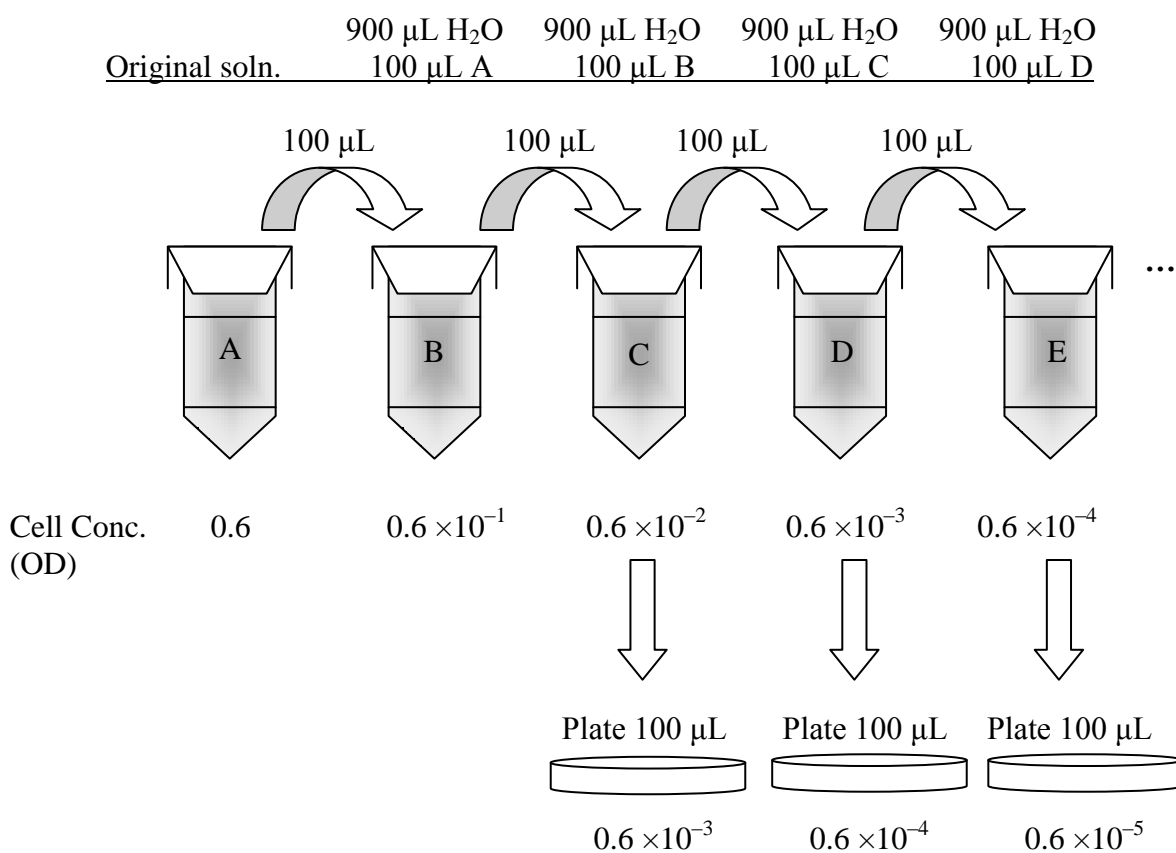 900 μL H₂O 900 μL H₂O 900 μL H₂O 900 μL H₂O
Original soln. 100 μL A 100 μL B 100 μL C 100 μL D
100 μL 100 μL 100 μL 100 μL
...
A B C D E
Cell Conc. 0.6 0.6 ×10⁻¹ 0.6 ×10⁻² 0.6 ×10⁻³ 0.6 ×10⁻⁴
(OD)
Plate 100 μL Plate 100 μL Plate 100 μL
0.6 ×10⁻³ 0.6 ×10⁻⁴ 0.6 ×10⁻⁵